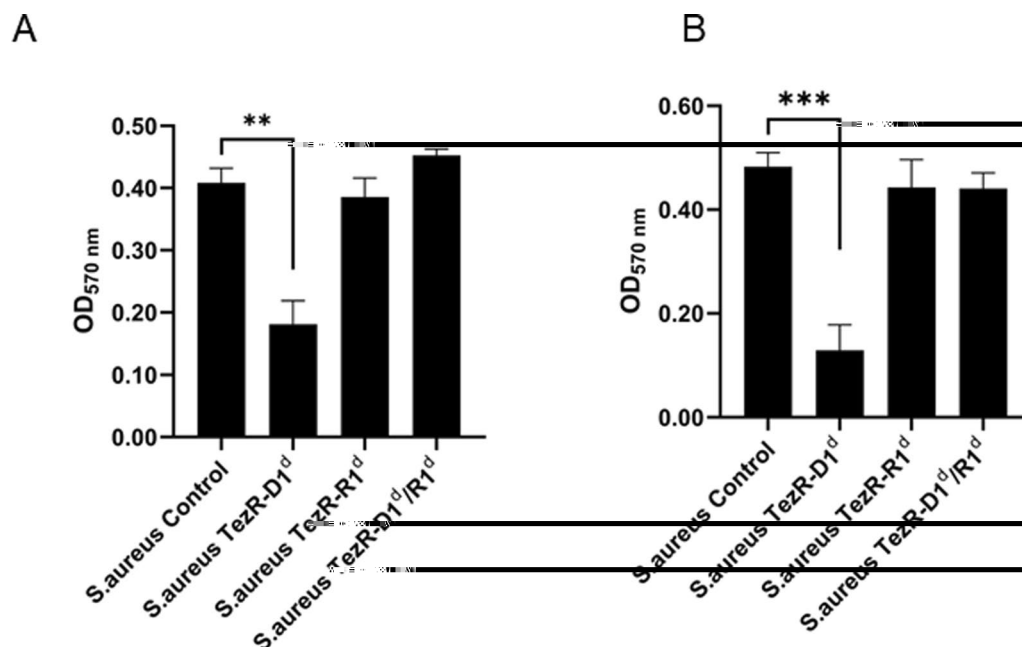 A
**
0.50
0.40
0.30
0.20
0.10
0.00
OD570 nm
S.aureus Control
S.aureus TezR-D1d
S.aureus TezR-R1d
S.aureus TezR-D1d/R1d
B
***
0.60
0.40
0.20
0.00
OD570 nm
S.aureus Control
S.aureus TezR-D1d
S.aureus TezR-R1d
S.aureus TezR-D1d/R1d